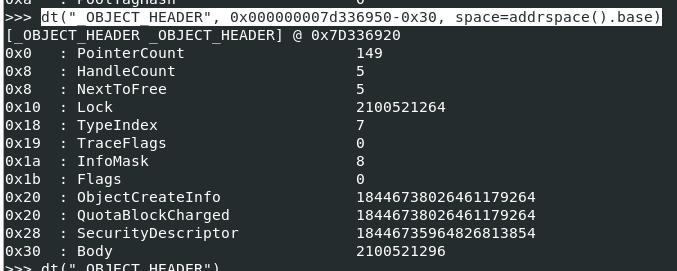 0xa : PoolTagHash 0
>>> dt("_OBJECT_HEADER", 0x000000007d336950-0x30, space=addrspace().base)
[_OBJECT_HEADER _OBJECT_HEADER] @ 0x7D336920
0x0 : PointerCount 149
0x8 : HandleCount 5
0x8 : NextToFree 5
0x10 : Lock 2100521264
0x18 : TypeIndex 7
0x19 : TraceFlags 0
0x1a : InfoMask 8
0x1b : Flags 0
0x20 : ObjectCreateInfo 18446738026461179264
0x20 : QuotaBlockCharged 18446738026461179264
0x28 : SecurityDescriptor 18446735964826813854
0x30 : Body 2100521296
>>> dt("_OBJECT_HEADER")